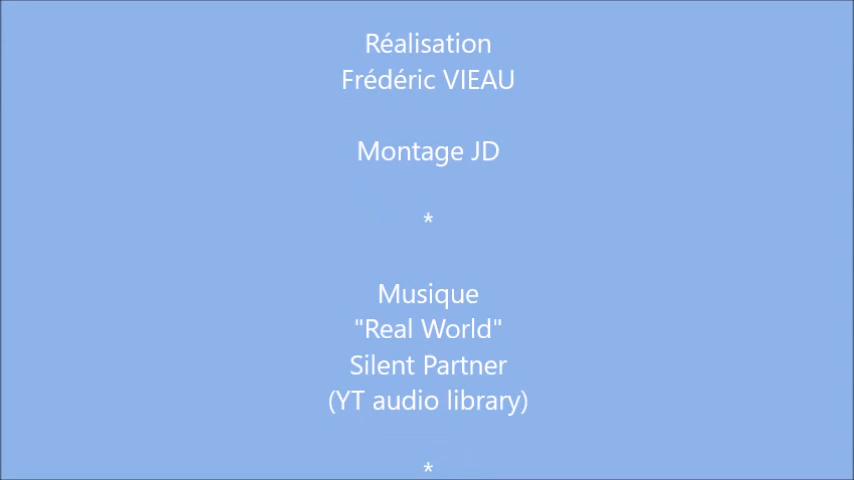 Réalisation
Frédéric VIEAU
Montage JD
*
Musique
"Real World"
Silent Partner
(YT audio library)
*